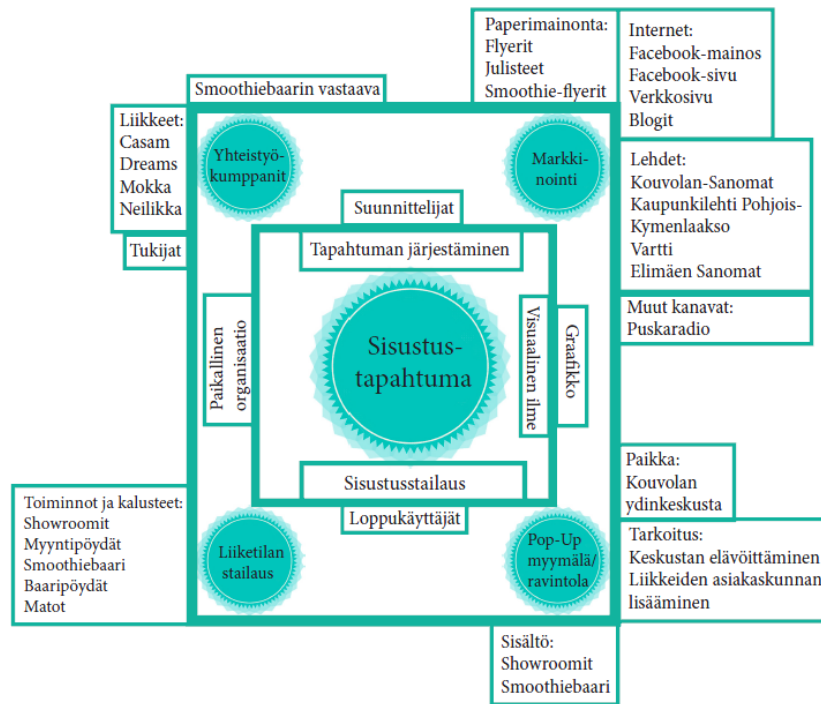 Paperimainonta:
Flyerit
Julisteet
Smoothie-flyerit
Internet:
Facebook-mainos
Facebook-sivu
Verkkosivu
Blogit
Smoothiebaarin vastaava
Liikkeet:
Casam
Dreams
Mokka
Neilikka
Tukijat
Yhteistyö-
kumppanit
Markki-
nointi
Lehdet:
Kouvolan-Sanomat
Kaupunkilehti Pohjois-
Kymenlaakso
Vartti
Elimäen Sanomat
Muut kanavat:
Puskaradio
Suunnittelijat
Tapahtuman järjestäminen
Paikallinen
organisaatio
Sisustus-
tapahtuma
Visuaalinen ilme
Graafikko
Sisustusstailaus
Loppukäyttäjät
Paikka:
Kouvolan
ydinkeskusta
Toiminnot ja kalusteet:
Showroomit
Myyntipöydät
Smoothiebaari
Baaripöydät
Matot
Liiketilan
stailaus
Pop-Up
myymälä/
ravintola
Tarkoitus:
Keskustan elävöittäminen
Liikkeiden asiakaskunnan
lisääminen
Sisältö:
Showroomit
Smoothiebaari